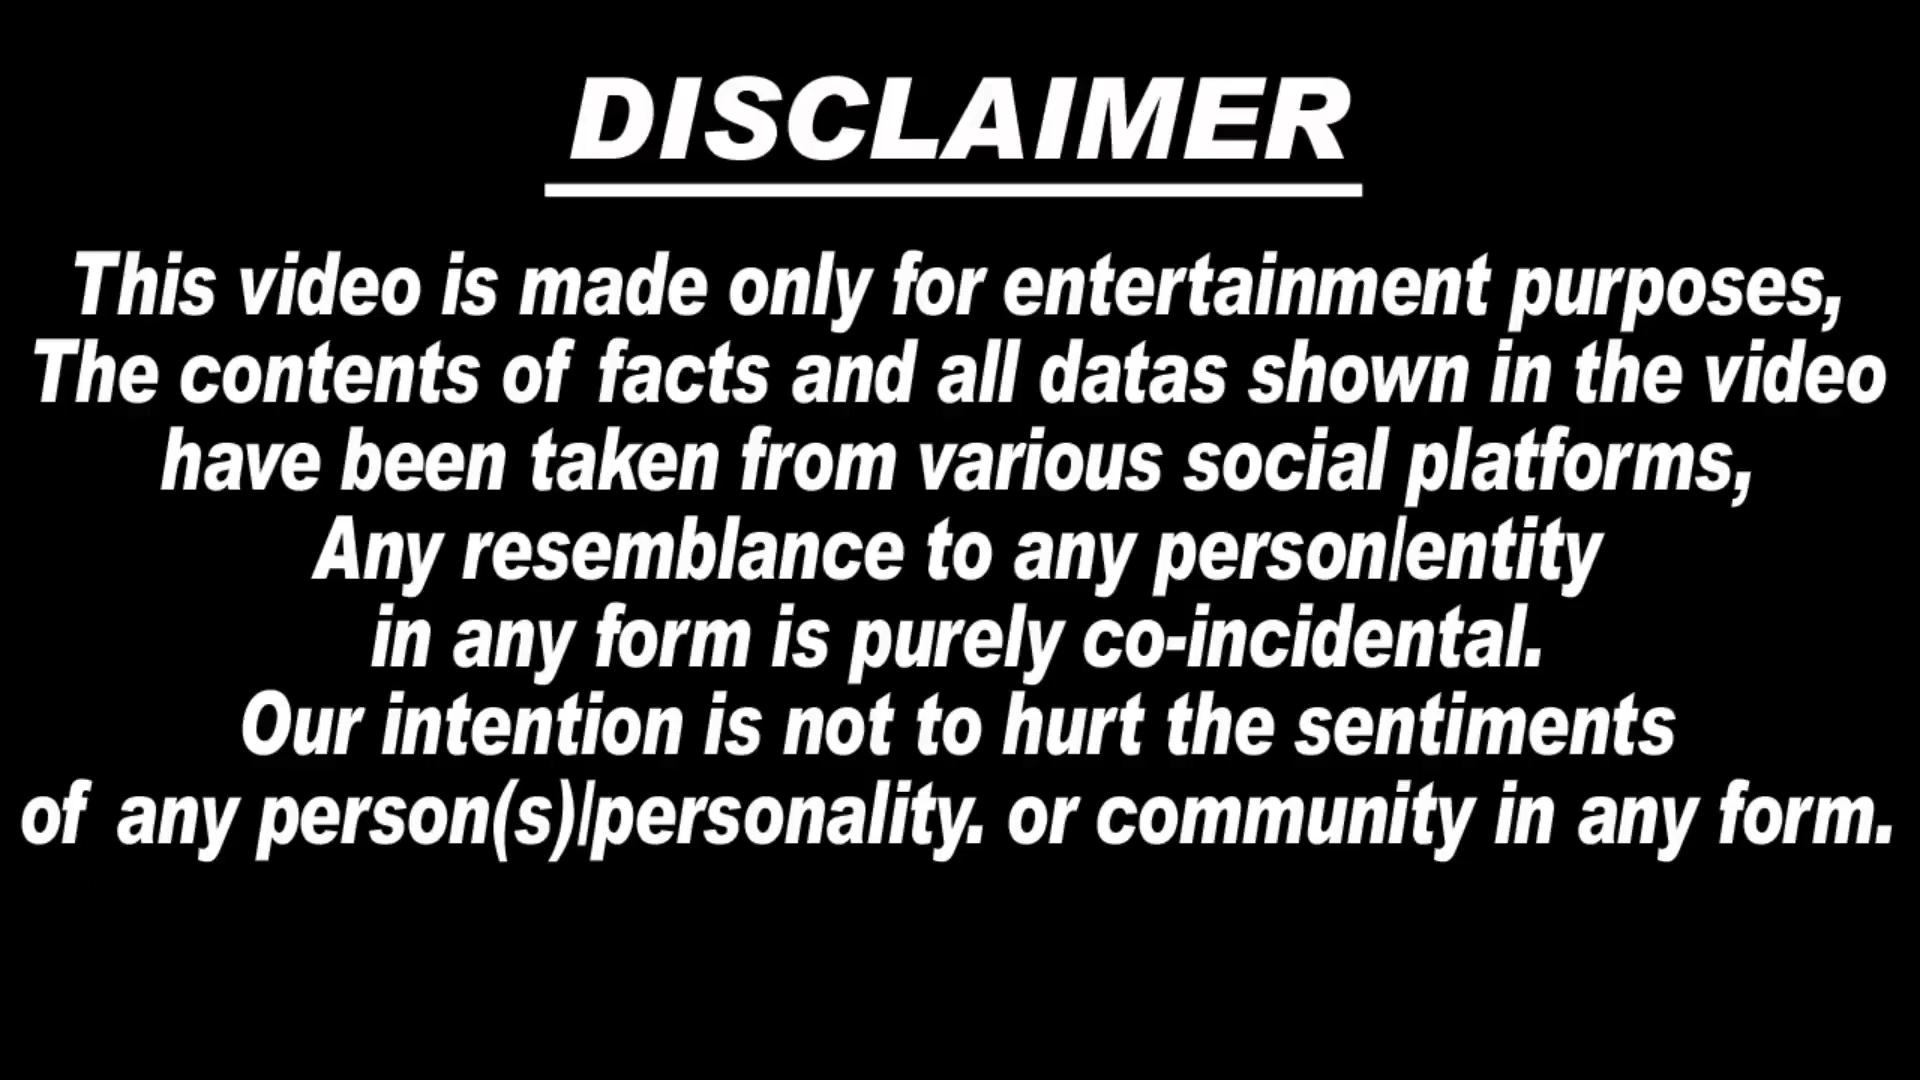 DISCLAIMER
This video is made only for entertainment purposes,
The contents of facts and all datas shown in the video
have been taken from various social platforms,
Any resemblance to any person|entity
in any form is purely co-incidental.
Our intention is not to hurt the sentiments
of any person(s)|personality. or community in any form.